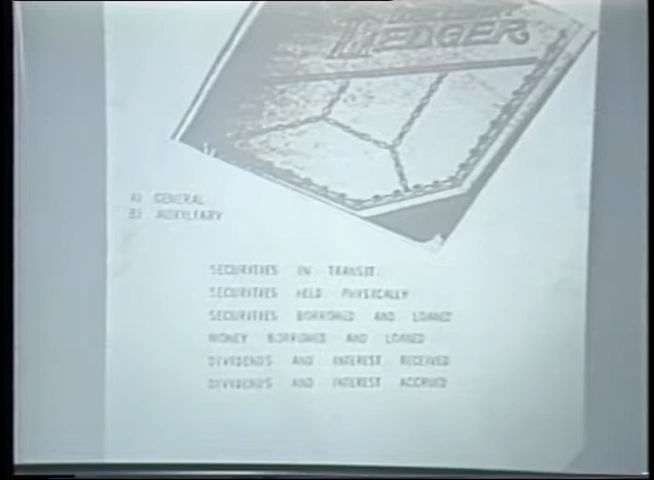 LEDGER
A) GENERAL
B) AUXILIARY
SECURITIES IN TRANSIT
SECURITIES HELD PHYSICALLY
SECURITIES BORROWED AND LOANED
MONEY BORROWED AND LOANED
DIVIDENDS AND INTEREST RECEIVED
DIVIDENDS AND INTEREST ACCRUED